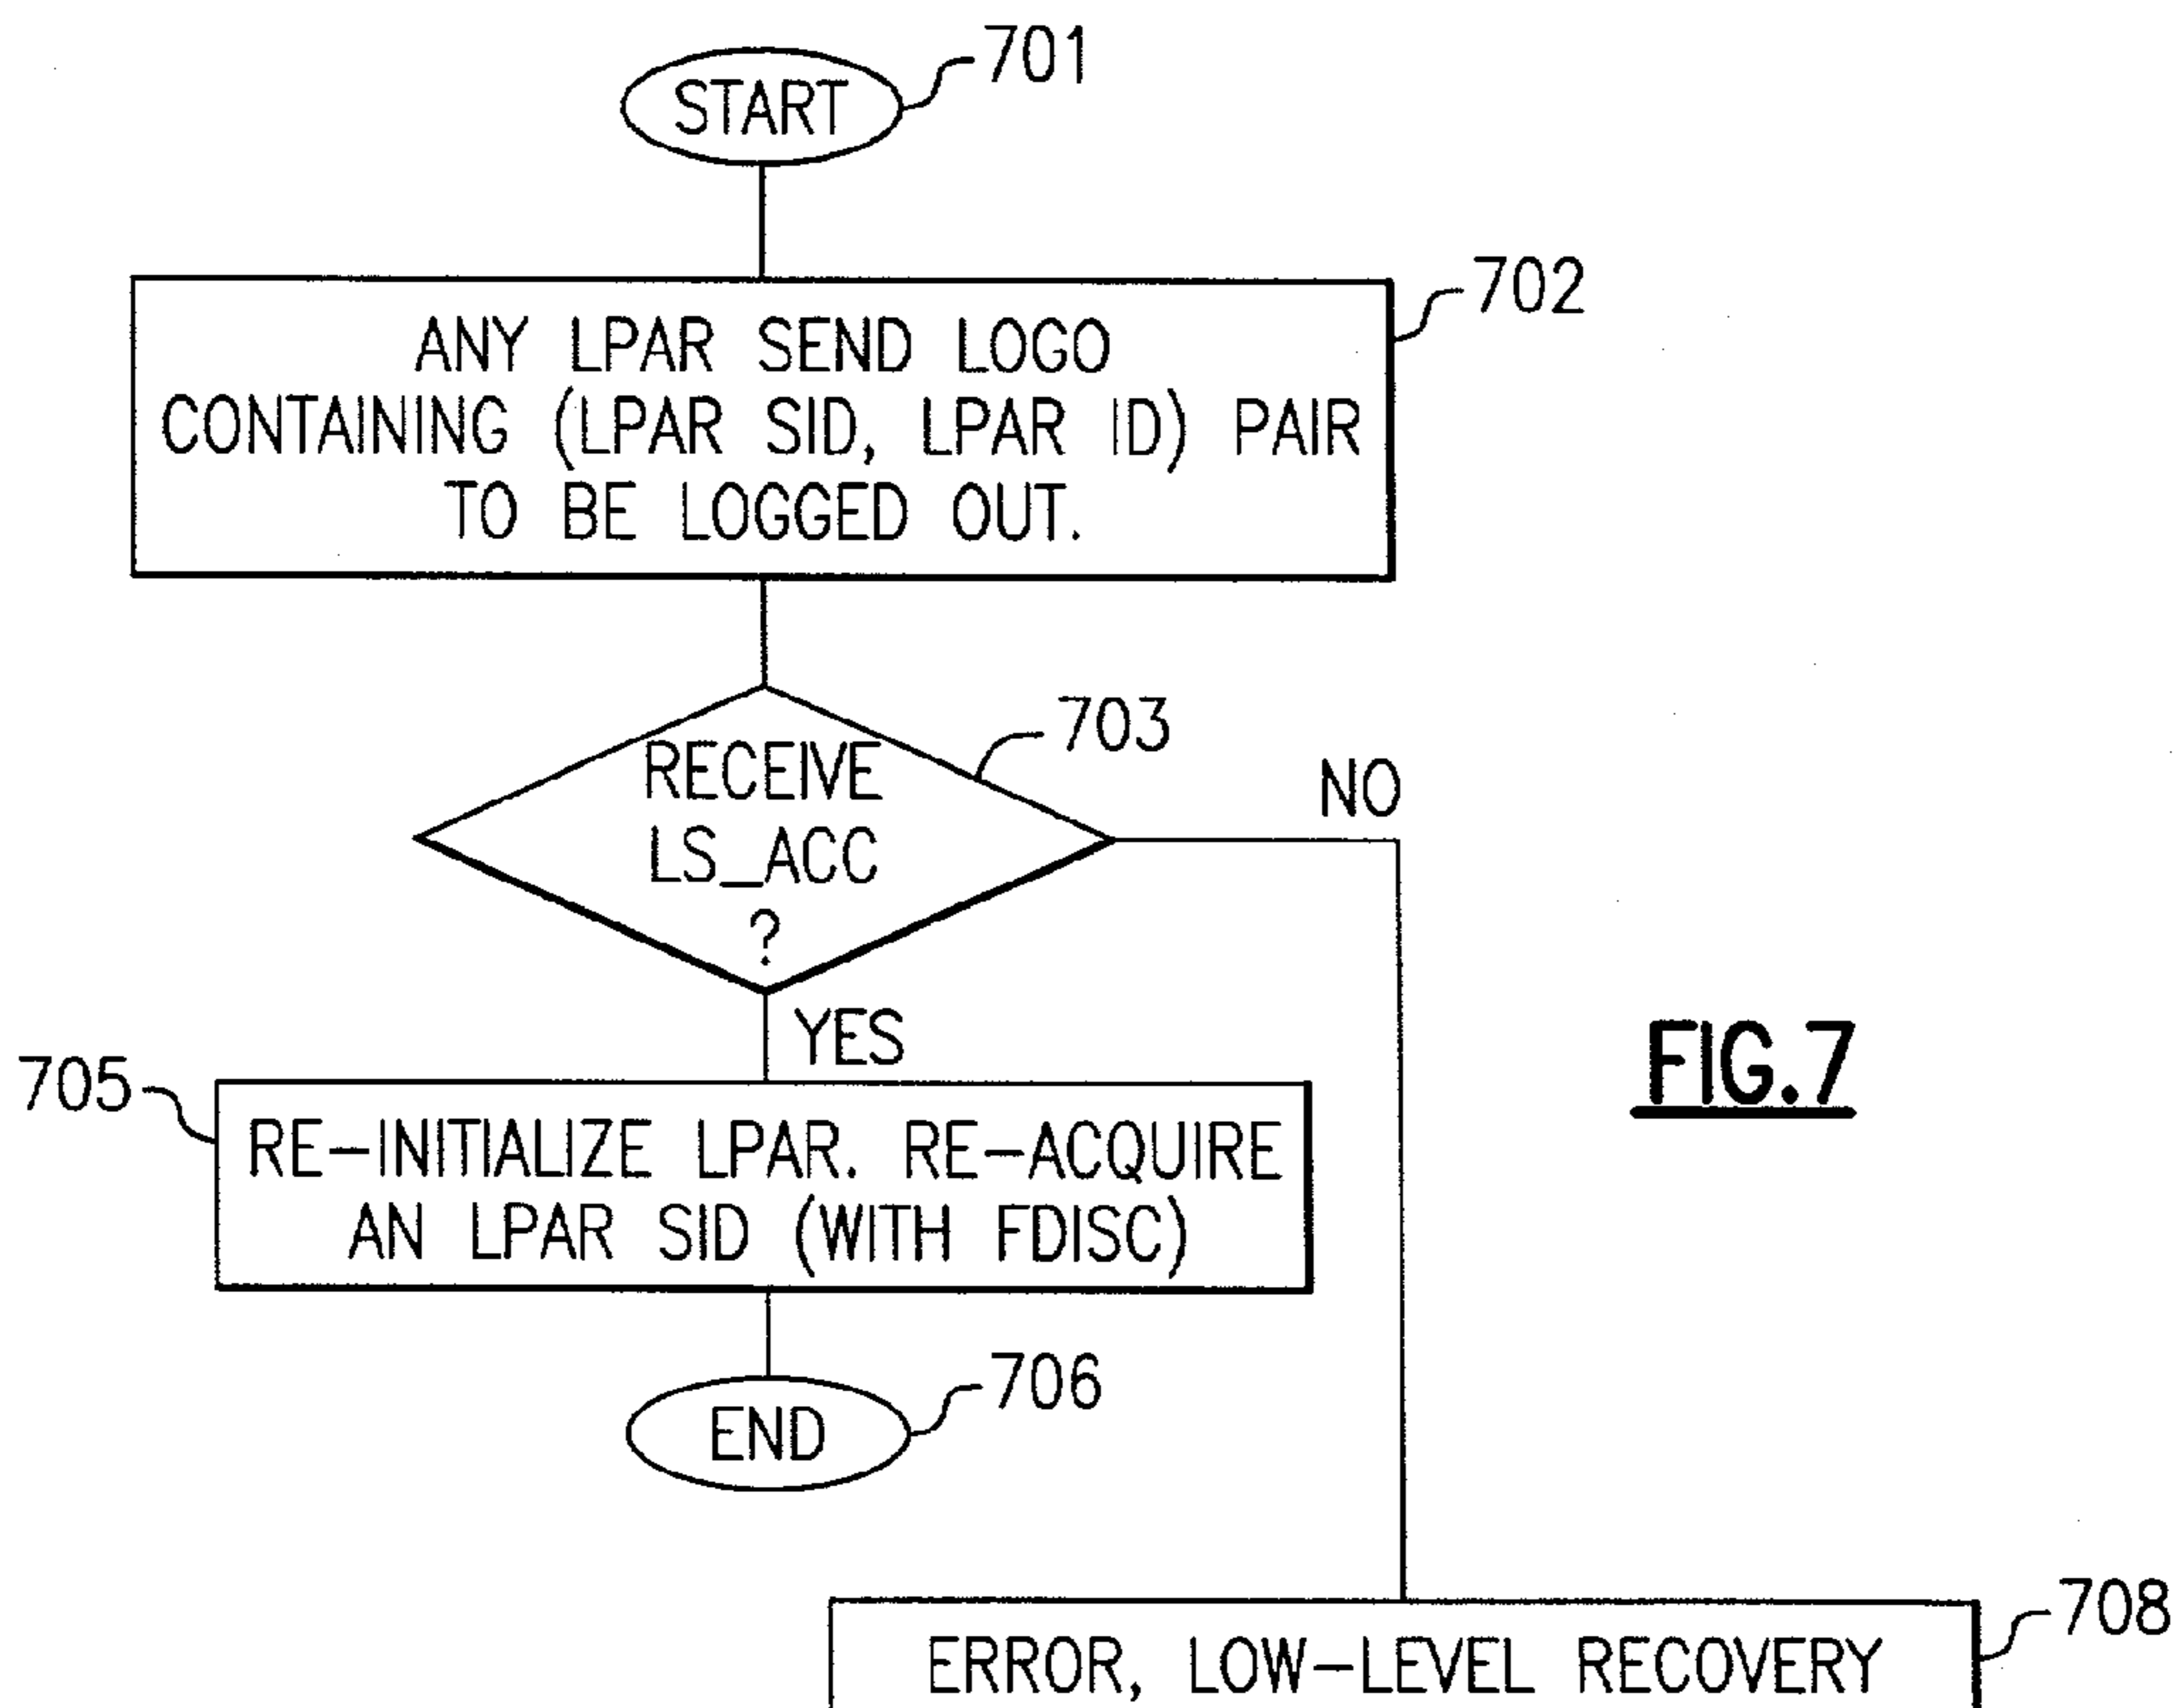 START
701
702
ANY LPAR SEND LOGO
CONTAINING (LPAR SID, LPAR ID) PAIR
TO BE LOGGED OUT.
703
RECEIVE
LS_ACC
?
NO
YES
705
RE-INITIALIZE LPAR. RE-ACQUIRE
AN LPAR SID (WITH FDISC)
FIG.7
END
706
708
ERROR, LOW-LEVEL RECOVERY